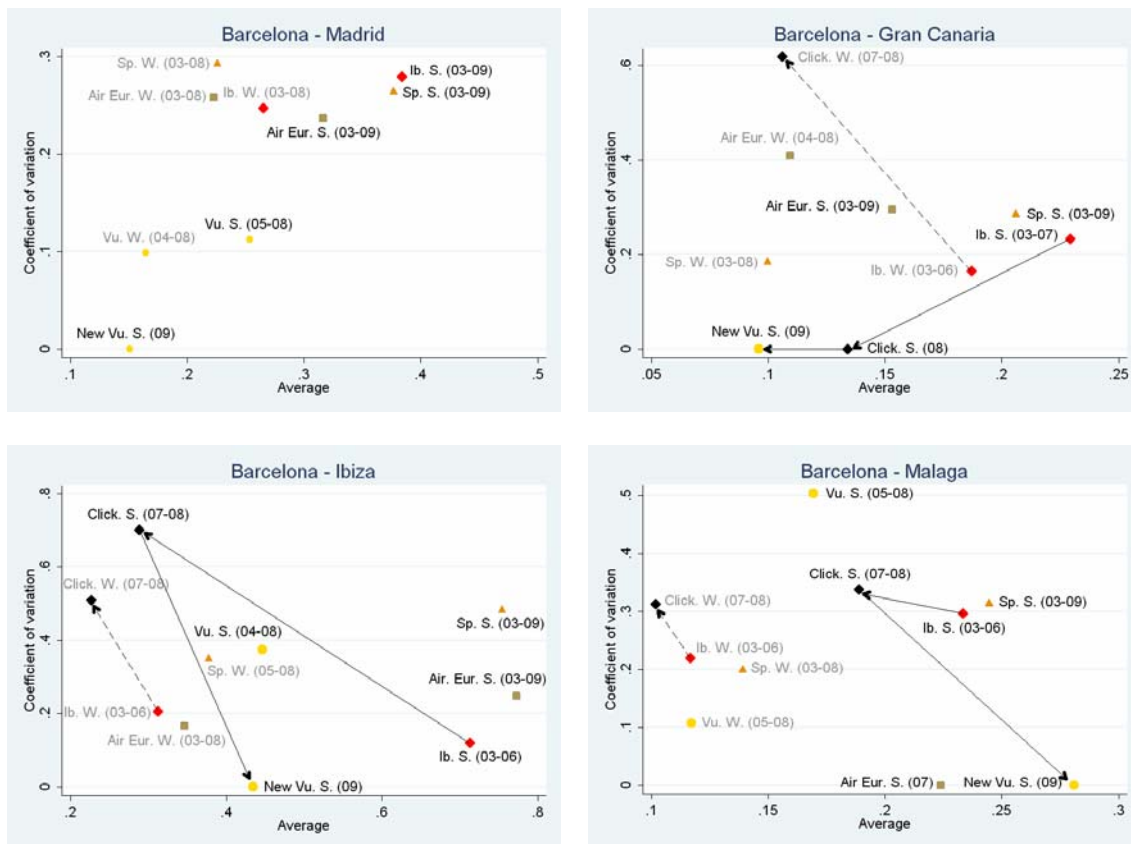 Barcelona - Madrid
Coefficient of variation
.3
.2
.1
0
Sp. W. (03-08)
Ib. S. (03-09)
Air Eur. W. (03-08)
Ib. W. (03-08)
Sp. S. (03-09)
Air Eur. S. (03-09)
Vu. S. (05-08)
Vu. W. (04-08)
New Vu. S. (09)
.1 .2 .3 .4 .5
Average
Barcelona - Gran Canaria
Coefficient of variation
.6
.4
.2
0
Click. W. (07-08)
Air Eur. W. (04-08)
Air Eur. S. (03-09)
Sp. S. (03-09)
Ib. S. (03-07)
Sp. W. (03-08)
Ib. W. (03-06)
New Vu. S. (09)
Click. S. (08)
.05 .1 .15 .2 .25
Average
Barcelona - Ibiza
Coefficient of variation
.8
.6
.4
.2
0
Click. S. (07-08)
Click. W. (07-08)
Sp. S. (03-09)
Vu. S. (04-08)
Sp. W. (05-08)
Air. Eur. S (03-09)
Ib. W. (03-06)
Air Eur. W. (03-08)
Ib. S. (03-06)
New Vu. S. (09)
.2 .4 .6 .8
Average
Barcelona - Malaga
Coefficient of variation
.5
.4
.3
.2
.1
0
Vu. S. (05-08)
Click. S. (07-08)
Click. W. (07-08)
Sp. S. (03-09)
Ib. S. (03-06)
Ib. W. (03-06)
Sp. W. (03-08)
Vu. W. (05-08)
Air Eur. S. (07)
New Vu. S. (09)
.1 .15 .2 .25 .3
Average